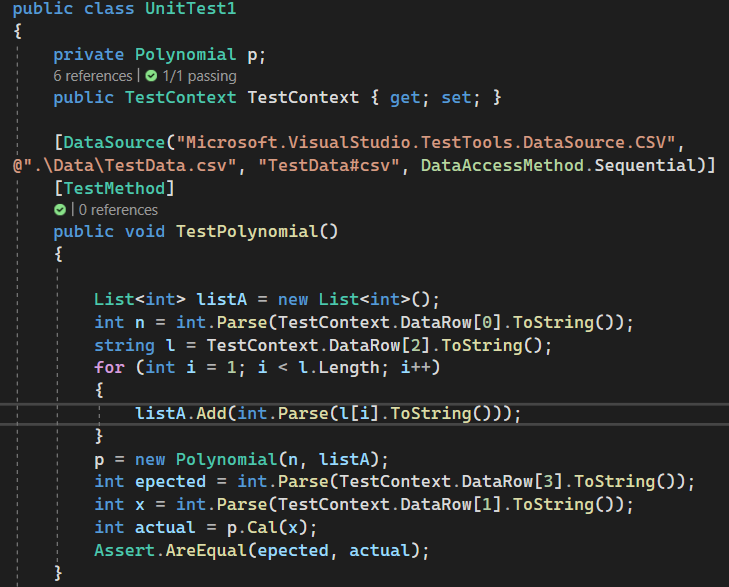 public class UnitTest1
{
private Polynomial p;
6 references | 1/1 passing
public TestContext TestContext { get; set; }
[DataSource("Microsoft.VisualStudio.TestTools.DataSource.CSV",
@".\Data\TestData.csv", "TestData#csv", DataAccessMethod.Sequential)]
[TestMethod]
| 0 references
public void TestPolynomial()
{
List<int> listA = new List<int>();
int n = int.Parse(TestContext.DataRow[0].ToString());
string l = TestContext.DataRow[2].ToString();
for (int i = 1; i < l.Length; i++)
{
listA.Add(int.Parse(l[i].ToString()));
}
p = new Polynomial(n, listA);
int epected = int.Parse(TestContext.DataRow[3].ToString());
int x = int.Parse(TestContext.DataRow[1].ToString());
int actual = p.Cal(x);
Assert.AreEqual(epected, actual);
}